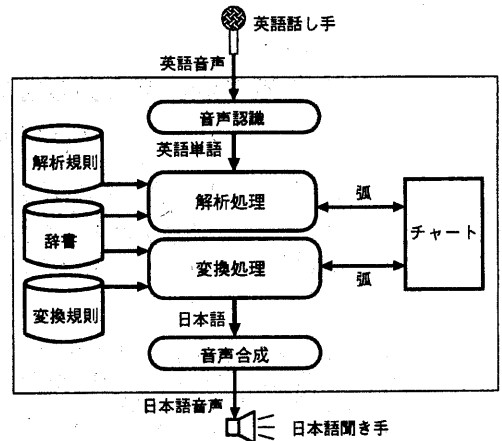 英語話し手
英語音声
音声認識
英語単語
解析規則
解析処理
弧
辞書
チャート
変換処理
弧
変換規則
日本語
音声合成
日本語音声
日本語聞き手